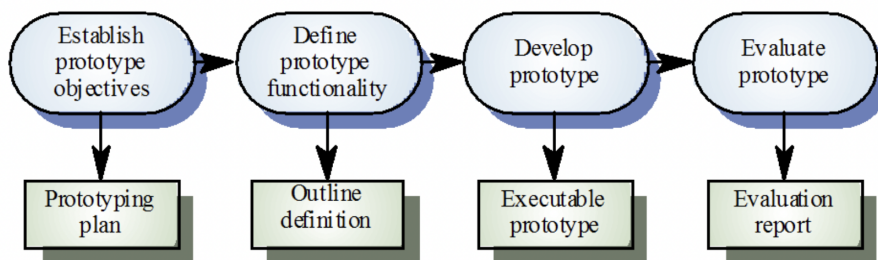 Establish
prototype
objectives
Define
prototype
functionality
Develop
prototype
Evaluate
prototype
Prototyping
plan
Outline
definition
Executable
prototype
Evaluation
report